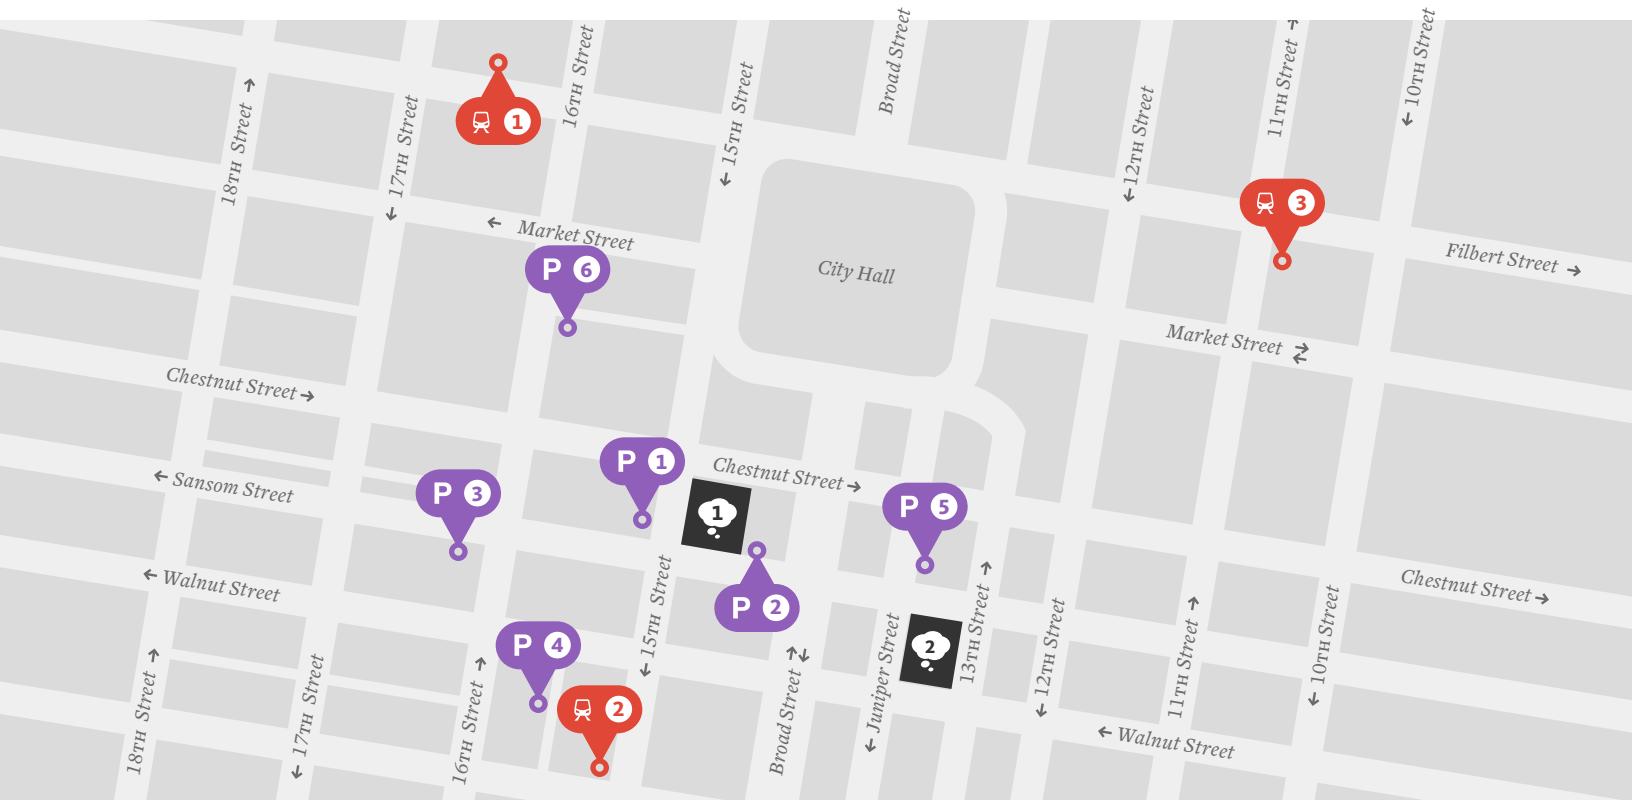 Broad Street
10TH Street
16TH Street
11TH Street
15TH Street
12TH Street
18TH Street
17TH Street
1
3
Market Street
Filbert Street
City Hall
P 6
Market Street
Chestnut Street
P 1
Chestnut Street
Sansom Street
P 3
1
P 5
Walnut Street
Chestnut Street
P 2
15TH Street
13TH Street
12TH Street
11TH Street
10TH Street
P 4
2
Juniper Street
2
18TH Street
17TH Street
16TH Street
Broad Street
Walnut Street